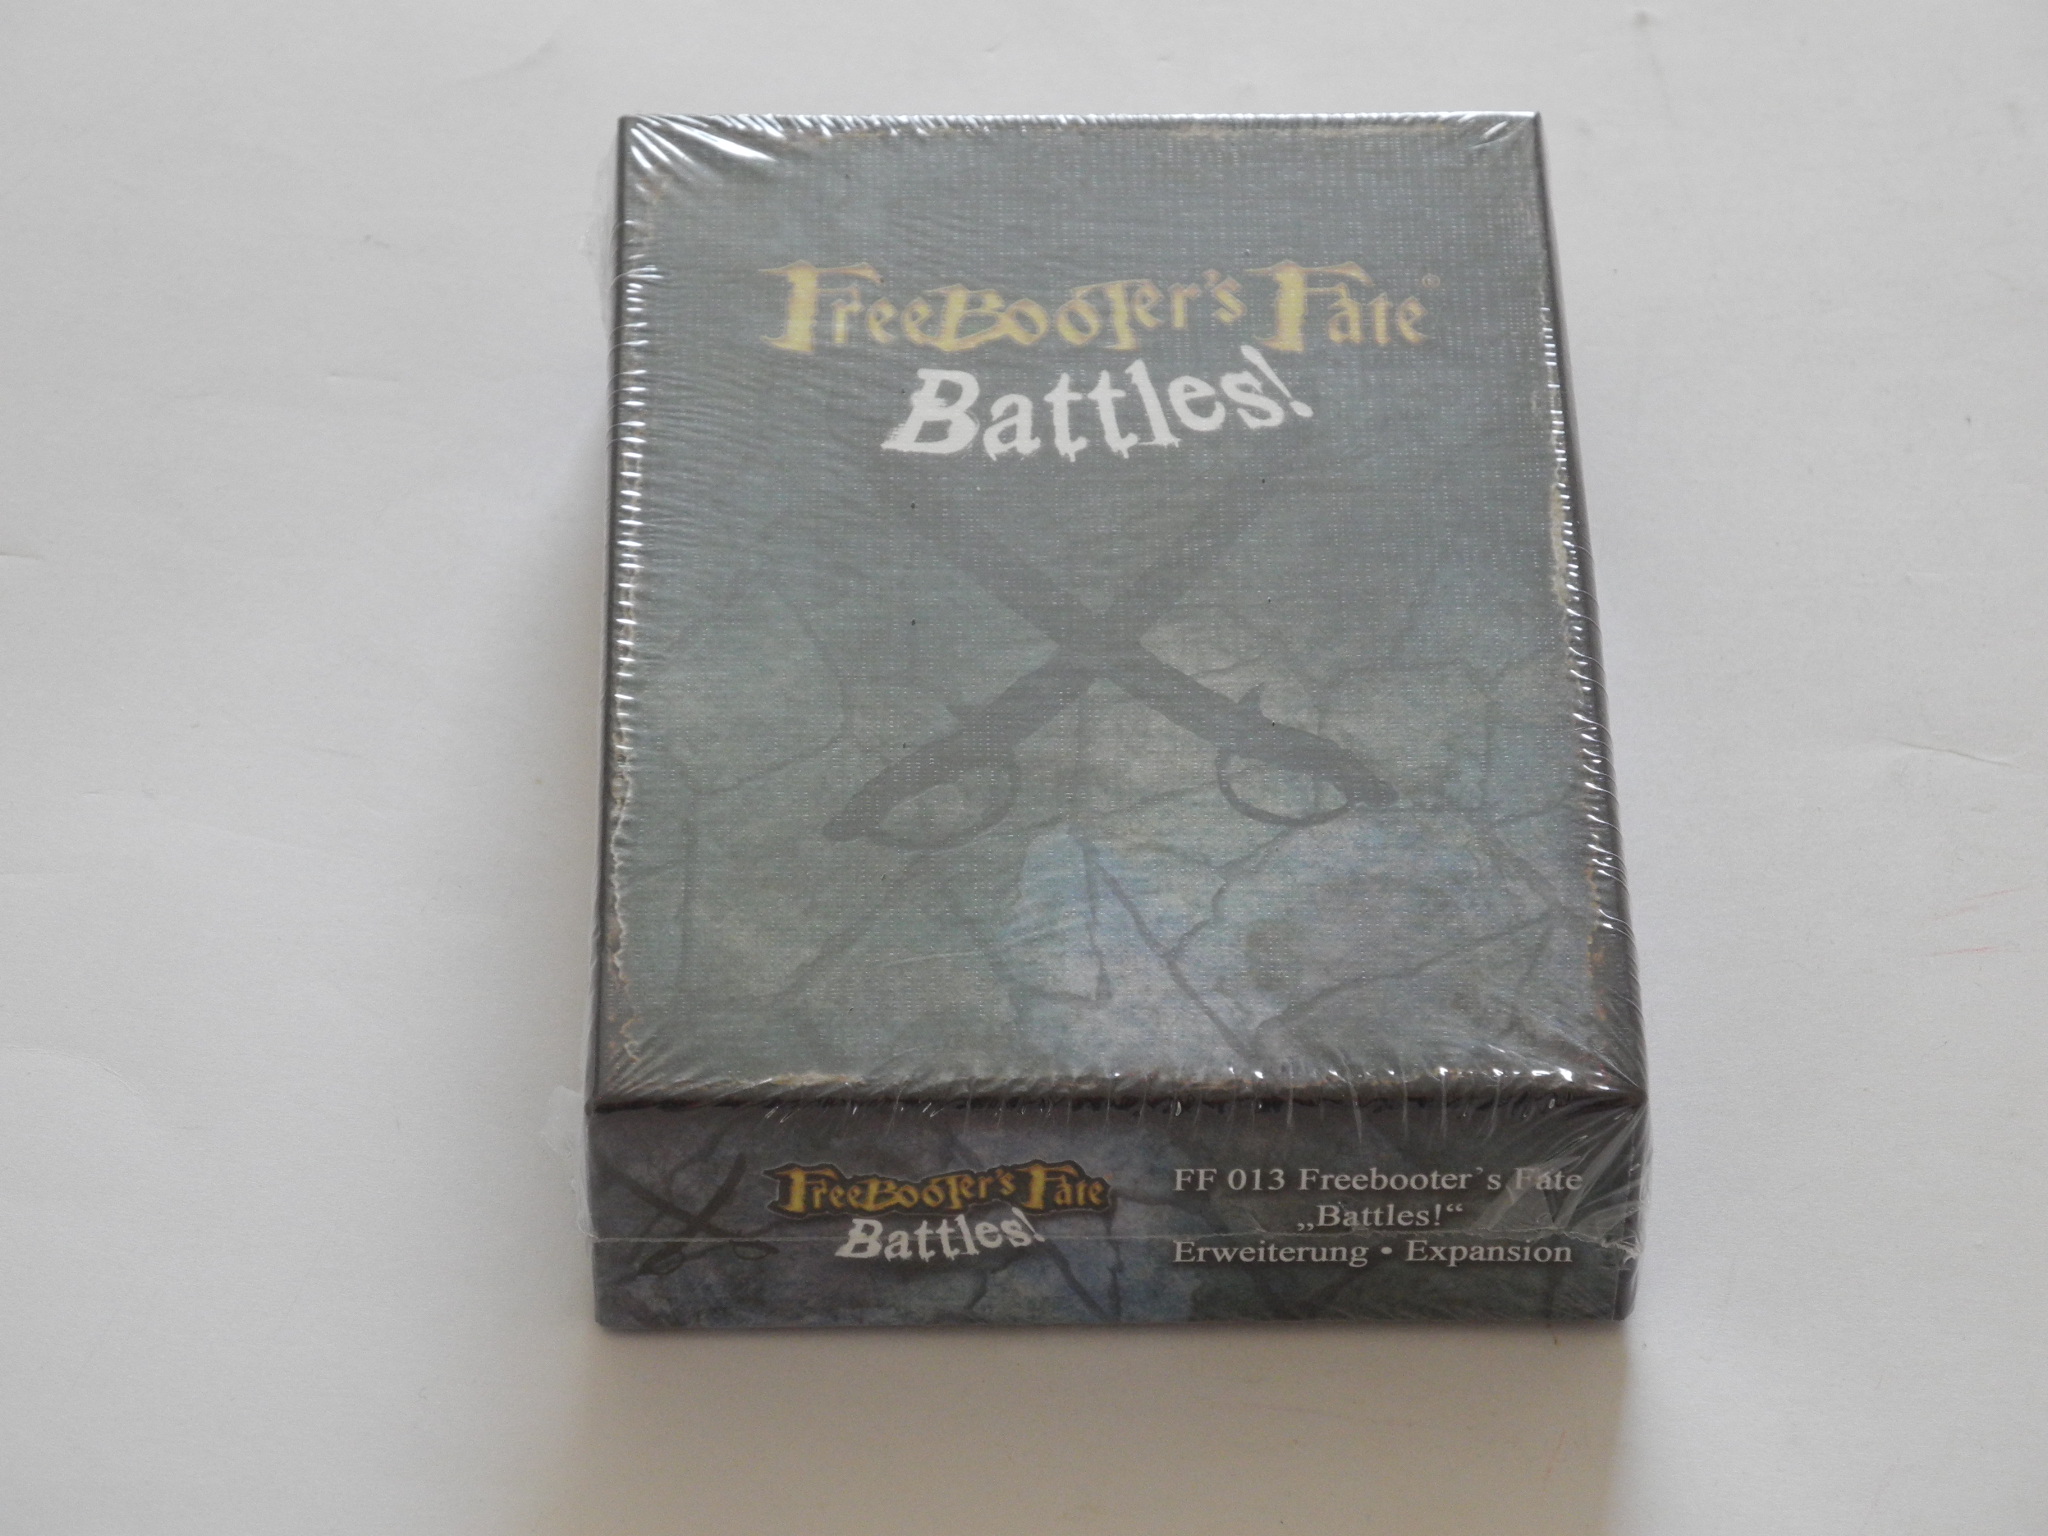 FreeBooTer's Fate®
Battles!
FreeBooTer's Fate
Battles!
FF 013 Freebooter`s Fate
„Battles!“
Erweiterung • Expansion